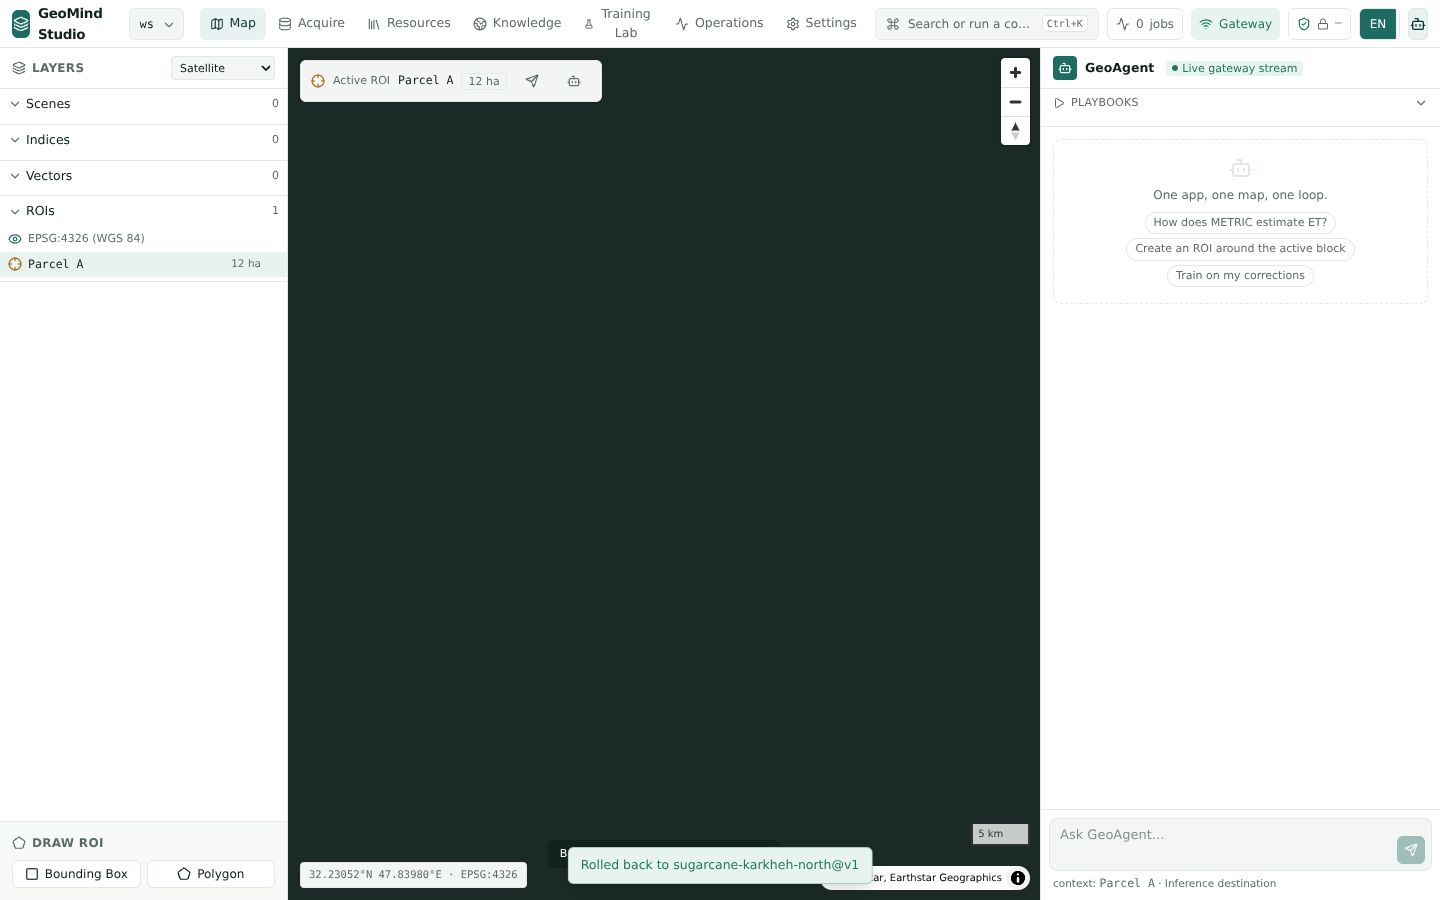 GeoMind Studio
ws
Map
Acquire
Resources
Knowledge
Training Lab
Operations
Settings
Search or run a co...
Ctrl+K
0 jobs
Gateway
EN
LAYERS
Satellite
Scenes 0
Indices 0
Vectors 0
ROIs 1
EPSG:4326 (WGS 84)
Parcel A 12 ha
DRAW ROI
Bounding Box
Polygon
Active ROI Parcel A 12 ha
5 km
Rolled back to sugarcane-karkheh-north@v1
32.23052°N 47.83980°E · EPSG:4326
Earthstar Geographics
GeoAgent
Live gateway stream
PLAYBOOKS
One app, one map, one loop.
How does METRIC estimate ET?
Create an ROI around the active block
Train on my corrections
Ask GeoAgent...
context: Parcel A · Inference destination